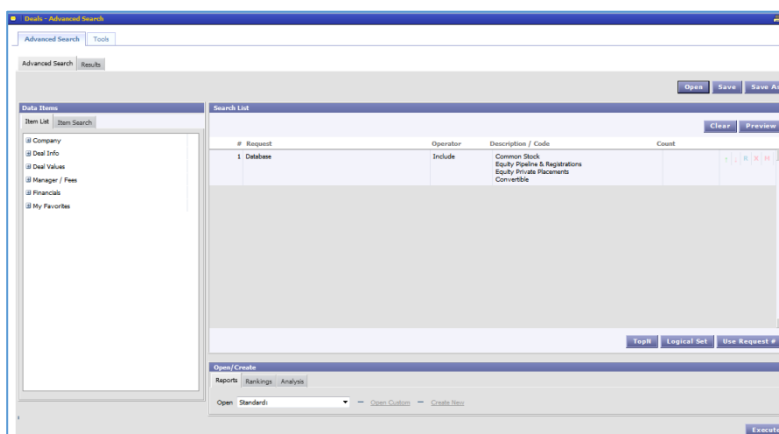 Deals - Advanced Search
Advanced Search Tools
Advanced Search Results
Open Save Save As
Data Items
Item List Item Search
Company
Deal Info
Deal Values
Manager / Fees
Financials
My Favorites
Search List
Clear Preview
# Request Operator Description / Code Count
1 Database Include Common Stock
Equity Pipeline & Registrations
Equity Private Placements
Convertible
TopN Logical Set Use Request #
Open/Create
Reports Rankings Analysis
Open Standard: Open Custom Create New
Execute